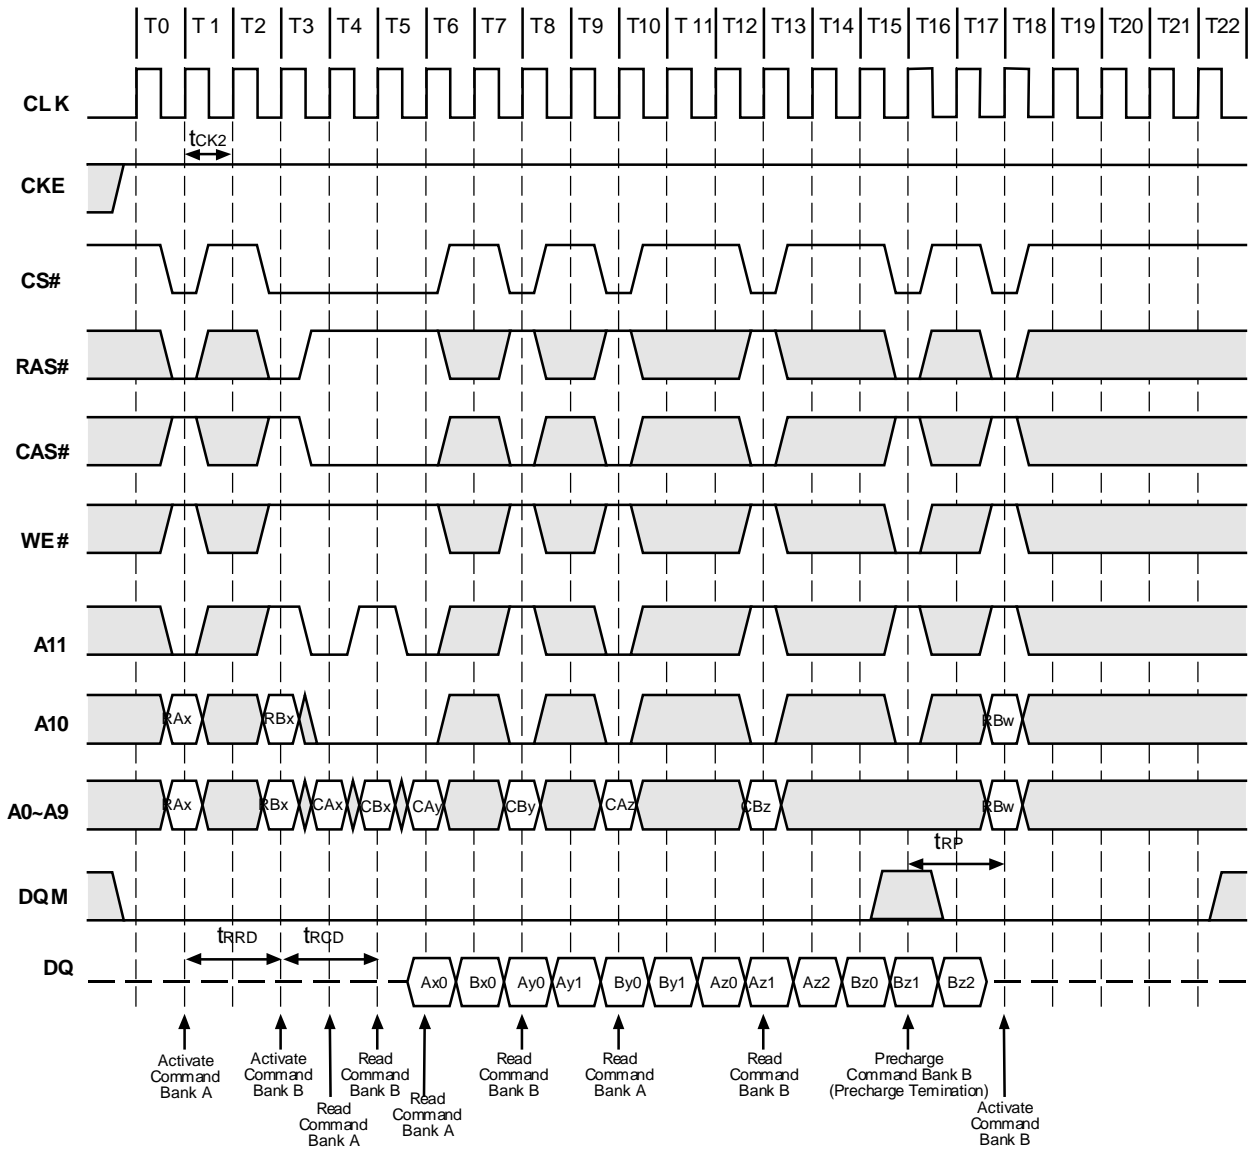 T0 T 1 T2 T3 T4 T5 T6 T7 T8 T9 T10 T 11 T12 T13 T14 T15 T16 T17 T18 T19 T20 T21 T22
CLK
tCK2
CKE
CS#
RAS#
CAS#
WE#
A11
A10
RAx RBx RBw
A0~A9
RAx RBx CAx CBx CAy CBy CAz CBz RBw
tRP
DQM
tRRD tRCD
DQ
Ax0 Bx0 Ay0 Ay1 By0 By1 Az0 Az1 Az2 Bz0 Bz1 Bz2
Activate
Command
Bank A
Activate
Command
Bank B
Read
Command
Bank A
Read
Command
Bank B
Read
Command
Bank A
Read
Command
Bank B
Read
Command
Bank A
Read
Command
Bank B
Precharge
Command Bank B
(Precharge Temination)
Activate
Command
Bank B